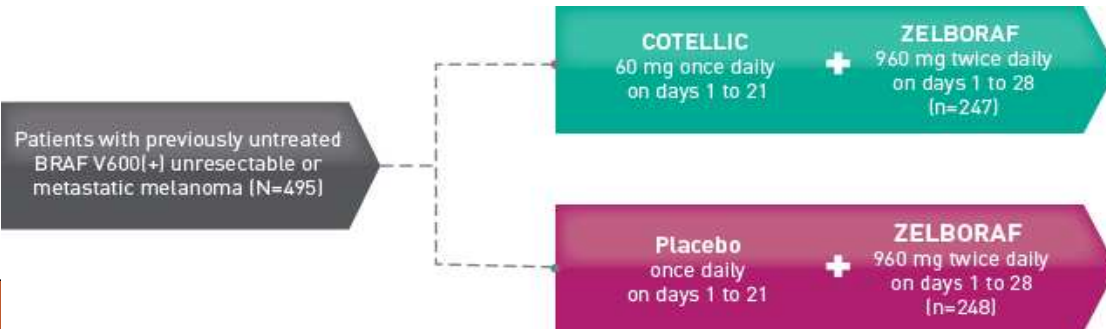 Patients with previously untreated
BRAF V600(+) unresectable or
metastatic melanoma (N=495)
COTELLIC
60 mg once daily
on days 1 to 21
+
ZELBORAF
960 mg twice daily
on days 1 to 28
(n=247)
Placebo
once daily
on days 1 to 21
+
ZELBORAF
960 mg twice daily
on days 1 to 28
(n=248)